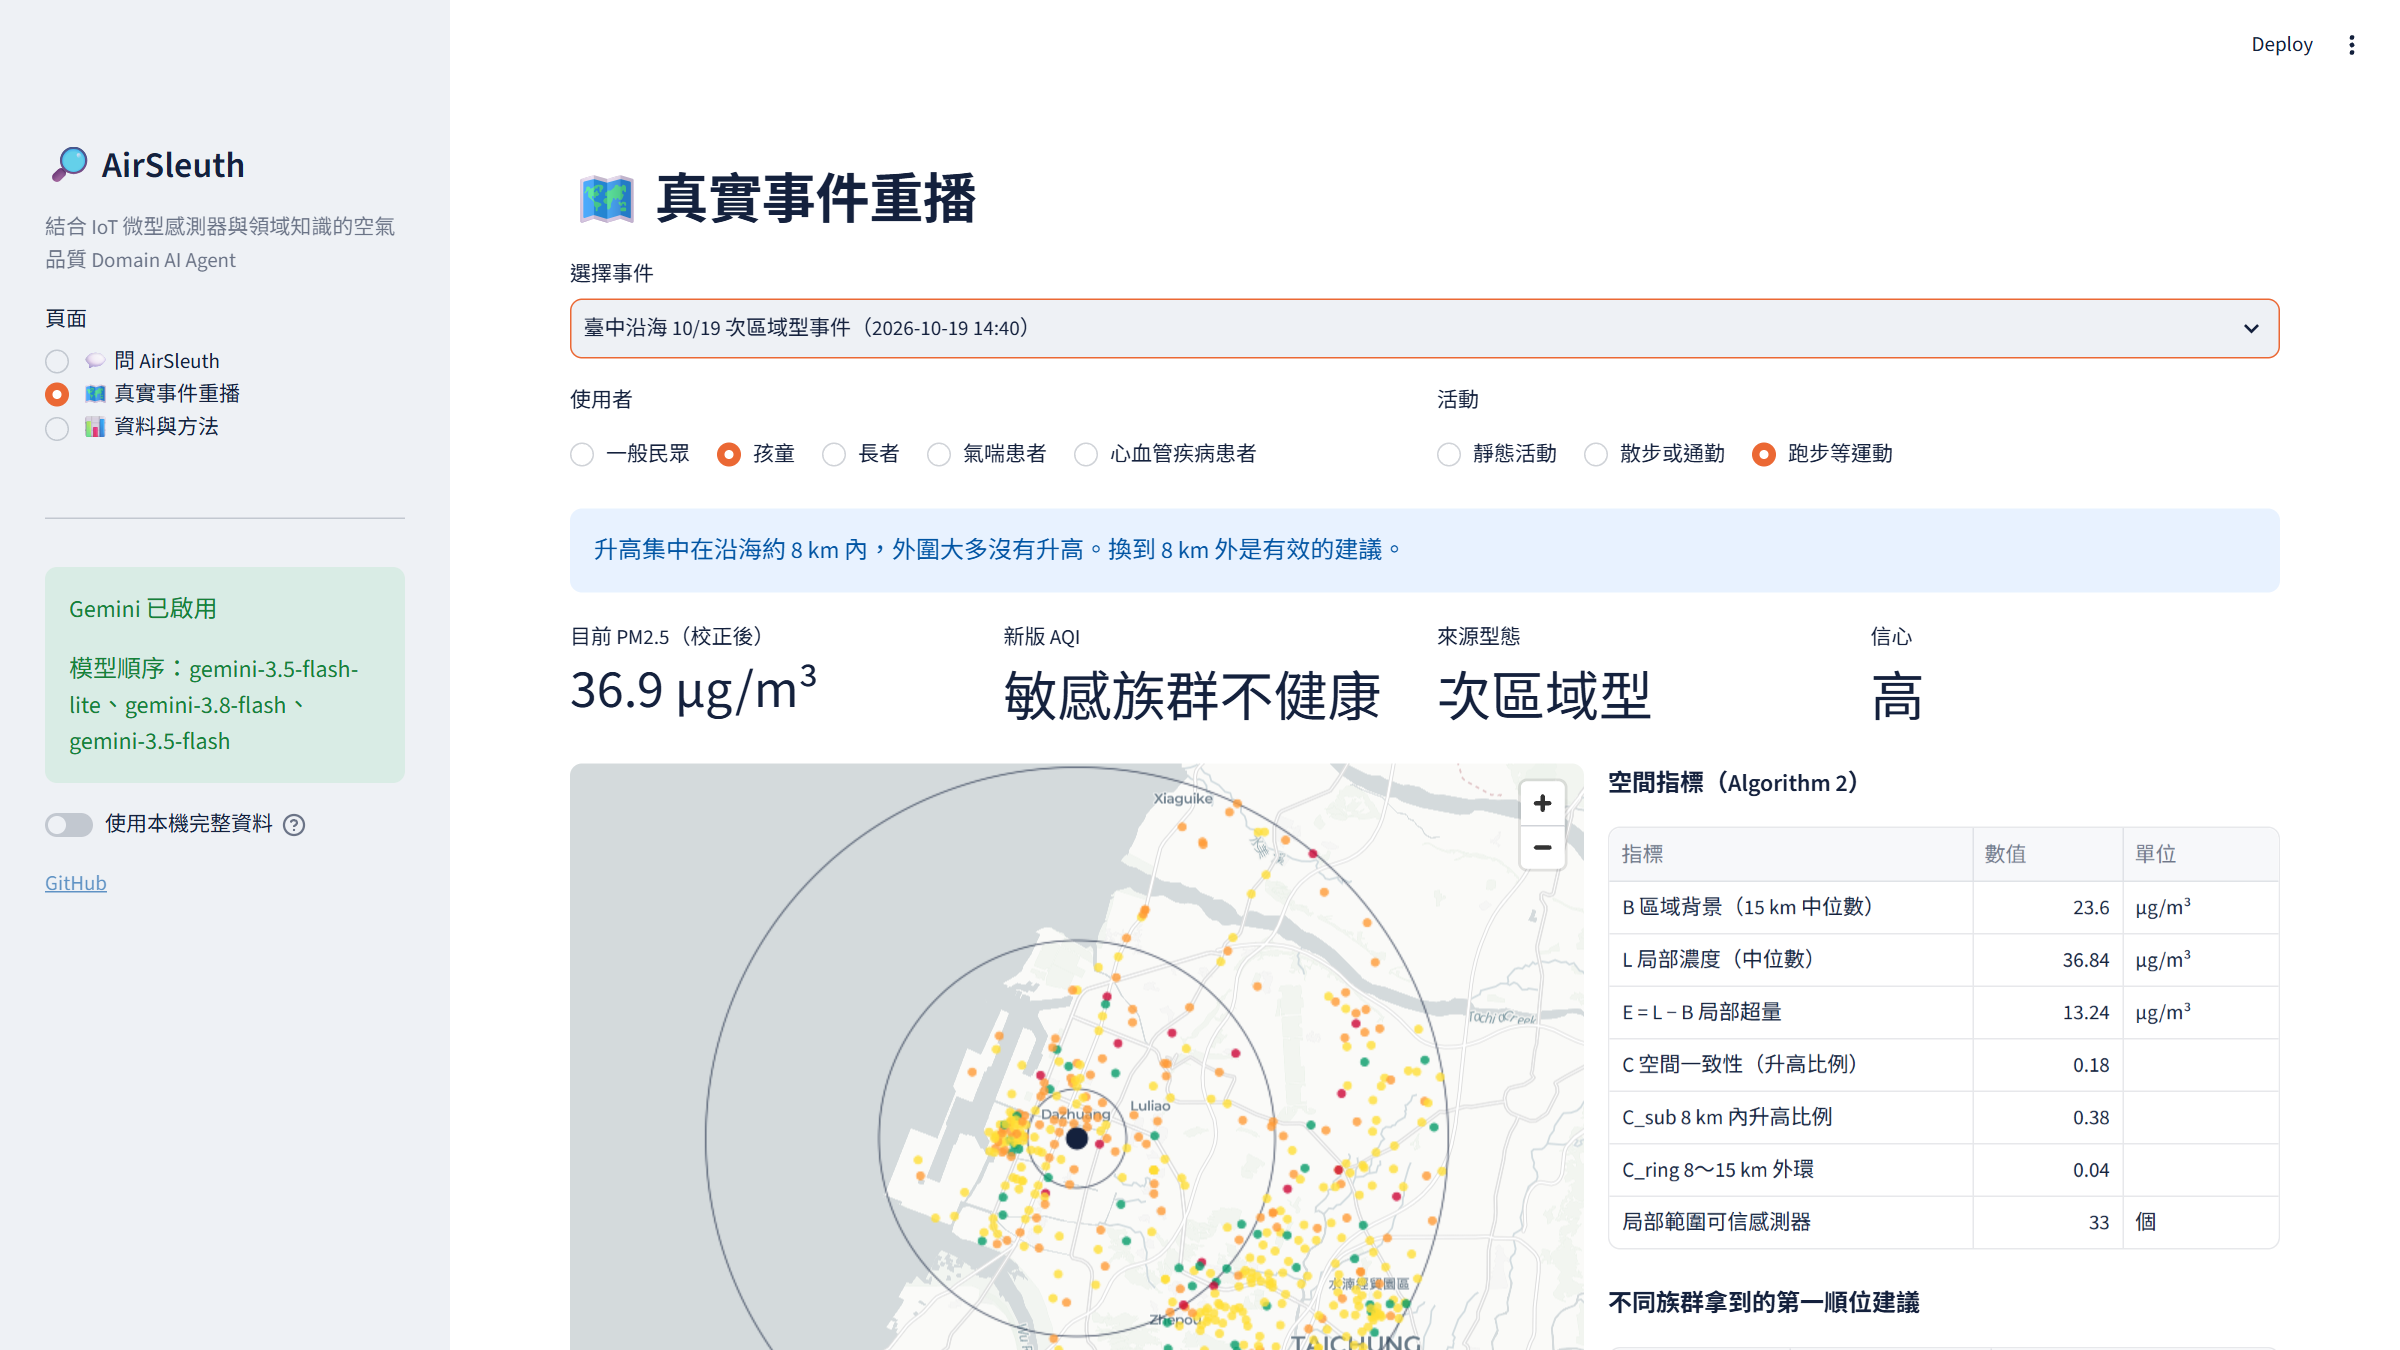 Deploy
AirSleuth
結合 IoT 微型感測器與領域知識的空氣
品質 Domain AI Agent
頁面
問 AirSleuth
真實事件重播
資料與方法
Gemini 已啟用
模型順序：gemini-3.5-flash-
lite、gemini-3.8-flash、
gemini-3.5-flash
使用本機完整資料
GitHub
真實事件重播
選擇事件
臺中沿海 10/19 次區域型事件（2026-10-19 14:40）
使用者
一般民眾 孩童 長者 氣喘患者 心血管疾病患者
活動
靜態活動 散步或通勤 跑步等運動
升高集中在沿海約 8 km 內，外圍大多沒有升高。換到 8 km 外是有效的建議。
目前 PM2.5（校正後）
36.9 μg/m³
新版 AQI
敏感族群不健康
來源型態
次區域型
信心
高
Xiaguike
Dazhuang
Luliao
Zhepou
水湳經貿園區
TAICHUNG
空間指標（Algorithm 2）
指標 數值 單位
B 區域背景（15 km 中位數） 23.6 μg/m³
L 局部濃度（中位數） 36.84 μg/m³
E = L − B 局部超量 13.24 μg/m³
C 空間一致性（升高比例） 0.18
C_sub 8 km 內升高比例 0.38
C_ring 8～15 km 外環 0.04
局部範圍可信感測器 33 個
不同族群拿到的第一順位建議